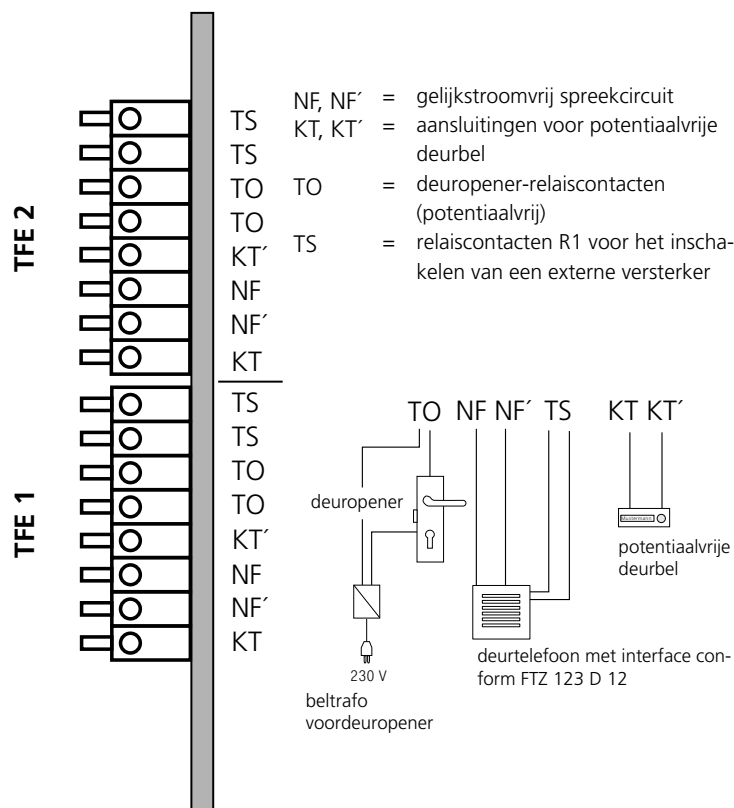 TFE 2
TS
TS
TO
TO
KT´
NF
NF´
KT
TFE 1
TS
TS
TO
TO
KT´
NF
NF´
KT
NF, NF´ = gelijkstroomvrij spreekcircuit
KT, KT´ = aansluitingen voor potentiaalvrije
deurbel
TO = deuropener-relaiscontacten
(potentiaalvrij)
TS = relaiscontacten R1 voor het inscha-
kelen van een externe versterker
TO NF NF´ TS KT KT´
deuropener
Mustermann
potentiaalvrije
deurbel
230 V
beltrafo
voordeuropener
deurtelefoon met interface con-
form FTZ 123 D 12